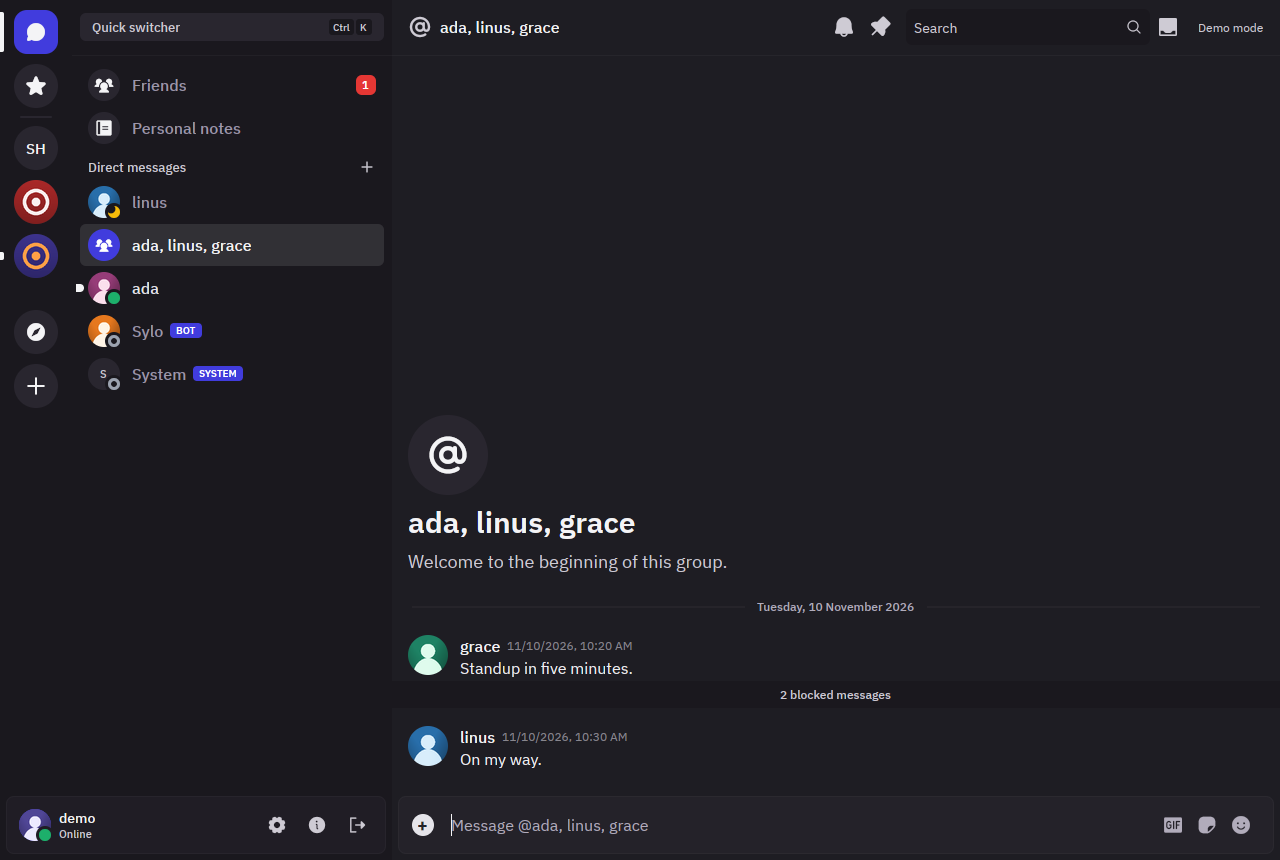 Quick switcher Ctrl K
Friends 1
Personal notes
Direct messages
SH
linus
ada, linus, grace
ada
Sylo BOT
S System SYSTEM
demo
Online
ada, linus, grace
Search
Demo mode
ada, linus, grace
Welcome to the beginning of this group.
Tuesday, 10 November 2026
grace 11/10/2026, 10:20 AM
Standup in five minutes.
2 blocked messages
linus 11/10/2026, 10:30 AM
On my way.
Message @ada, linus, grace
GIF